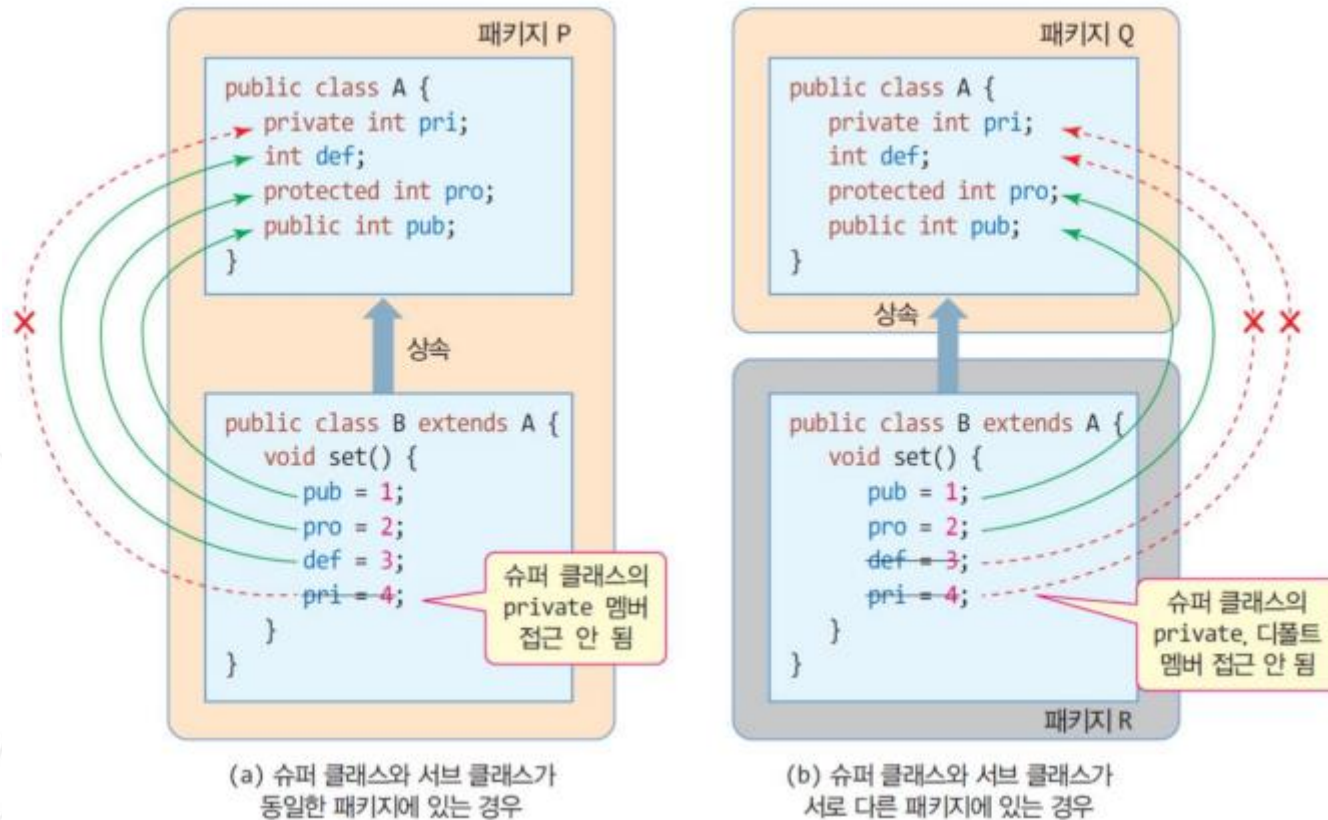 패키지 P
public class A {
private int pri;
int def;
protected int pro;
public int pub;
}
상속
public class B extends A {
void set() {
pub = 1;
pro = 2;
def = 3;
pri = 4;
}
}
슈퍼 클래스의
private 멤버
접근 안 됨
(a) 슈퍼 클래스와 서브 클래스가
동일한 패키지에 있는 경우
패키지 Q
public class A {
private int pri;
int def;
protected int pro;
public int pub;
}
상속
public class B extends A {
void set() {
pub = 1;
pro = 2;
def = 3;
pri = 4;
}
}
슈퍼 클래스의
private, 디폴트
멤버 접근 안 됨
패키지 R
(b) 슈퍼 클래스와 서브 클래스가
서로 다른 패키지에 있는 경우